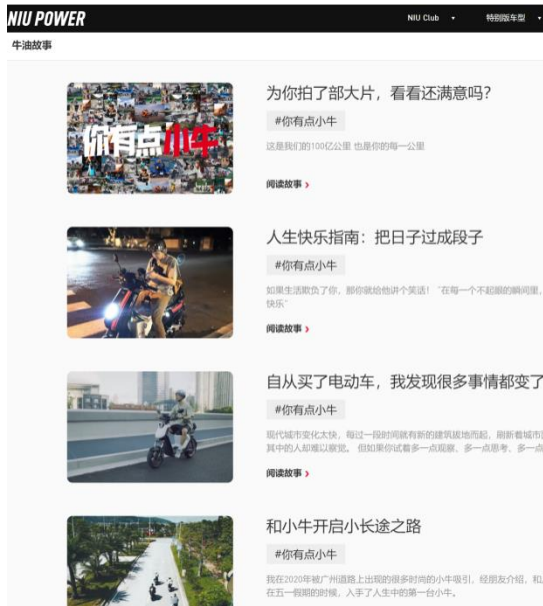 NIU POWER
NIU Club
特别版车型
牛油故事
你有点小牛
为你拍了部大片，看看还满意吗？
#你有点小牛
这是我们的100亿公里 也是你的每一公里
阅读故事 ›
人生快乐指南：把日子过成段子
#你有点小牛
如果生活欺负了你，那你就给他讲个笑话！“在每一个不起眼的瞬间里，
快乐”
阅读故事 ›
自从买了电动车，我发现很多事情都变了
#你有点小牛
现代城市变化太快，每过一段时间就有新的建筑拔地而起，刷新着城市
其中的人却难以察觉。 但如果你试着多一点观察、多一点思考、多一点
阅读故事 ›
和小牛开启小长途之路
#你有点小牛
我在2020年被广州道路上出现的很多时尚的小牛吸引，经朋友介绍，和
在五一假期的时候，入手了人生中的第一台小牛。